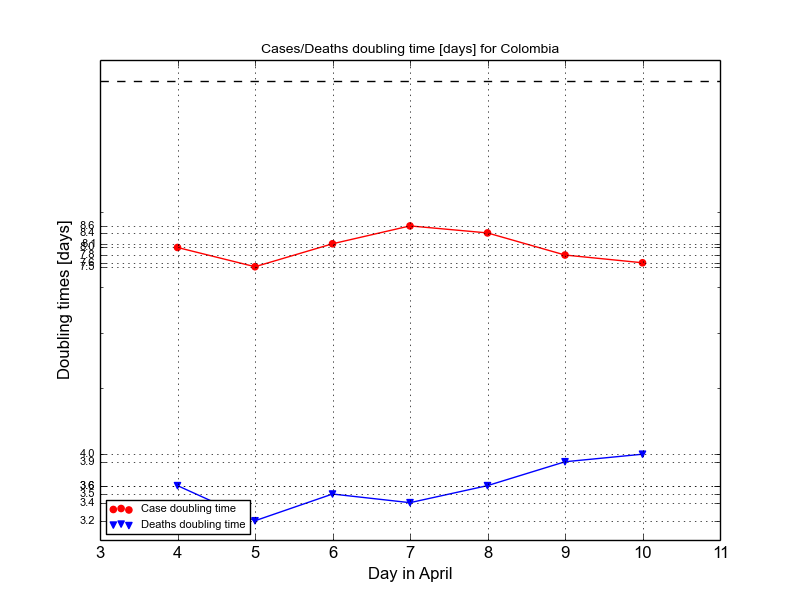 Cases/Deaths doubling time [days] for Colombia
Doubling times [days]
8.6
8.4
8.1
8.0
7.8
7.6
7.5
4.0
3.9
3.6
3.5
3.4
3.2
Case doubling time
Deaths doubling time
3 4 5 6 7 8 9 10 11
Day in April